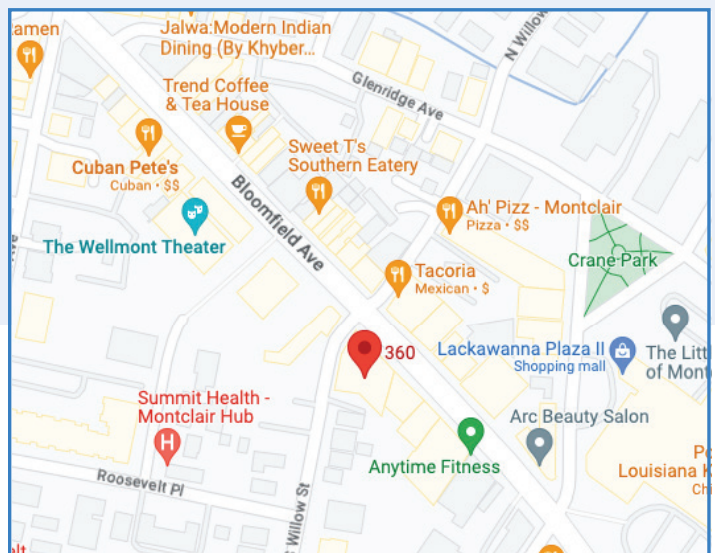 Jalwa:Modern Indian
Dining (By Khyber...
N Willow
Glenridge Ave
Trend Coffee
& Tea House
Sweet T's
Southern Eatery
Cuban Pete's
Cuban • $$
Bloomfield Ave
Ah' Pizz - Montclair
Pizza • $$
The Wellmont Theater
Crane Park
Tacoria
Mexican • $
360
Lackawanna Plaza II
Shopping mall
The Litt
of Mont
Summit Health -
Montclair Hub
Arc Beauty Salon
Anytime Fitness
Louisiana K
Roosevelt Pl
Willow St